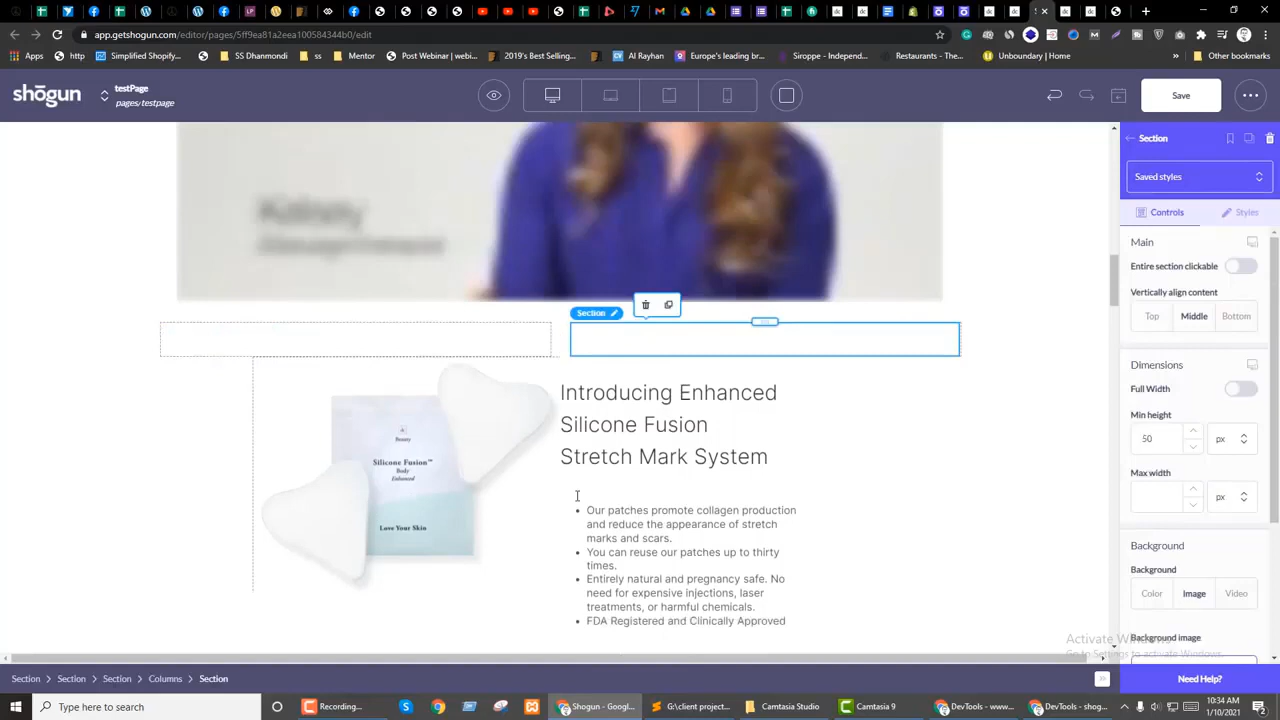 app.getshogun.com/editor/pages/5ff9ea81a2eea100584344b0/edit
Apps
http
Simplified Shopify...
SS Dhanmondi
ss
Mentor
Post Webinar | webi...
2019's Best Selling...
Al Rayhan
Europe's leading br...
Siroppe - Independ...
Restaurants - The...
Unboundary | Home
Other bookmarks
shōgun
testPage
pages/testpage
Save
Section
Saved styles
Controls
Styles
Main
Entire section clickable
Vertically align content
Top
Middle
Bottom
Dimensions
Full Width
Min height
50
px
Max width
px
Background
Background
Color
Image
Video
Background image
Activate Windows
Go to Settings to activate Windows.
Need Help?
Section
Introducing Enhanced
Silicone Fusion
Stretch Mark System
Beauty
Silicone Fusion™
Body
Enhanced
Love Your Skin
• Our patches promote collagen production
and reduce the appearance of stretch
marks and scars.
• You can reuse our patches up to thirty
times.
• Entirely natural and pregnancy safe. No
need for expensive injections, laser
treatments, or harmful chemicals.
• FDA Registered and Clinically Approved
Section > Section > Section > Columns > Section
Type here to search
Recording...
Shogun - Googl...
G:\client project...
Camtasia Studio
Camtasia 9
DevTools - www...
DevTools - shog...
10:34 AM
1/10/2021